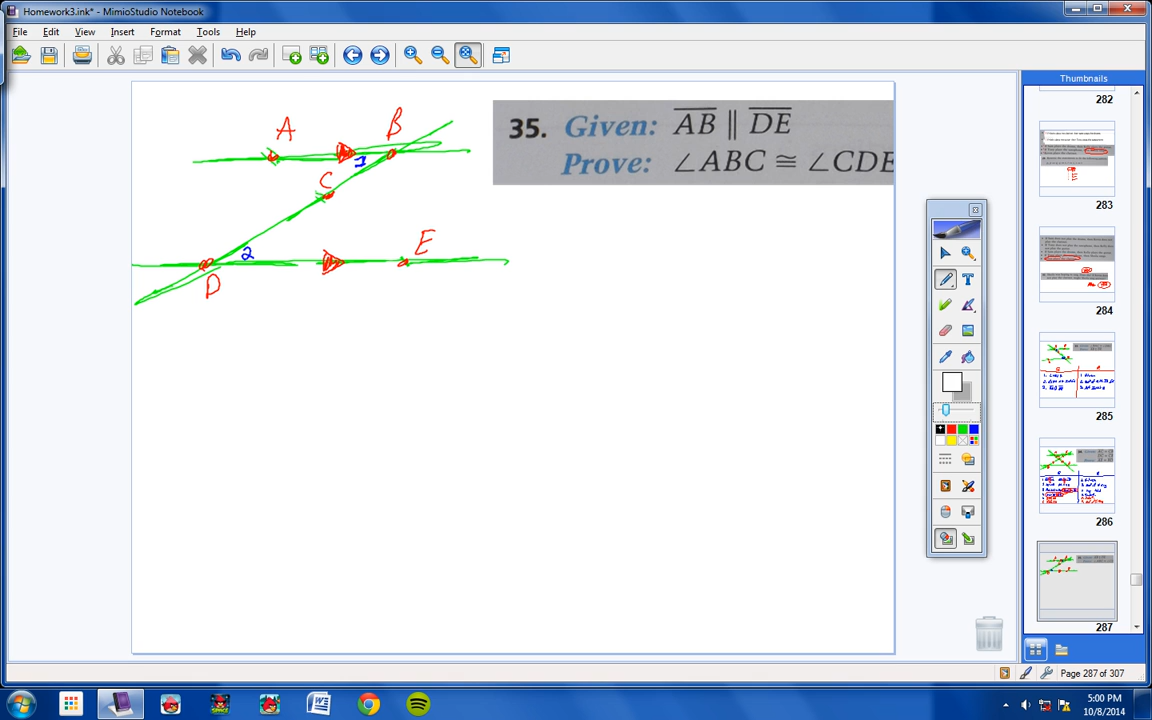 Homework3.ink* - MimioStudio Notebook
File Edit View Insert Format Tools Help
Thumbnails
A B
1
C
2 E
D
35. Given: AB || DE
Prove: ∠ABC ≅ ∠CDE
T
282
283
284
285
286
287
Page 287 of 307
W
5:00 PM
10/8/2014